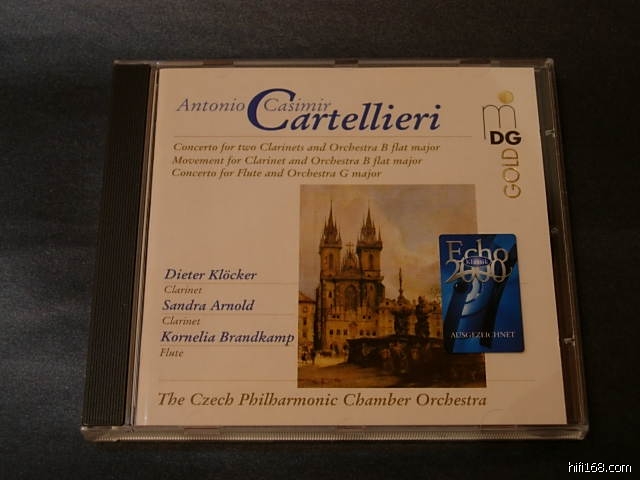 Antonio Casimir
Cartellieri
Concerto for two Clarinets and Orchestra B flat major
Movement for Clarinet and Orchestra B flat major
Concerto for Flute and Orchestra G major
m
DG
GOLD
Dieter Klöcker
Clarinet
Sandra Arnold
Clarinet
Kornelia Brandkamp
Flute
Echo
Klassik
2000
AUSGEZEICHNET
The Czech Philharmonic Chamber Orchestra
hifi168.com